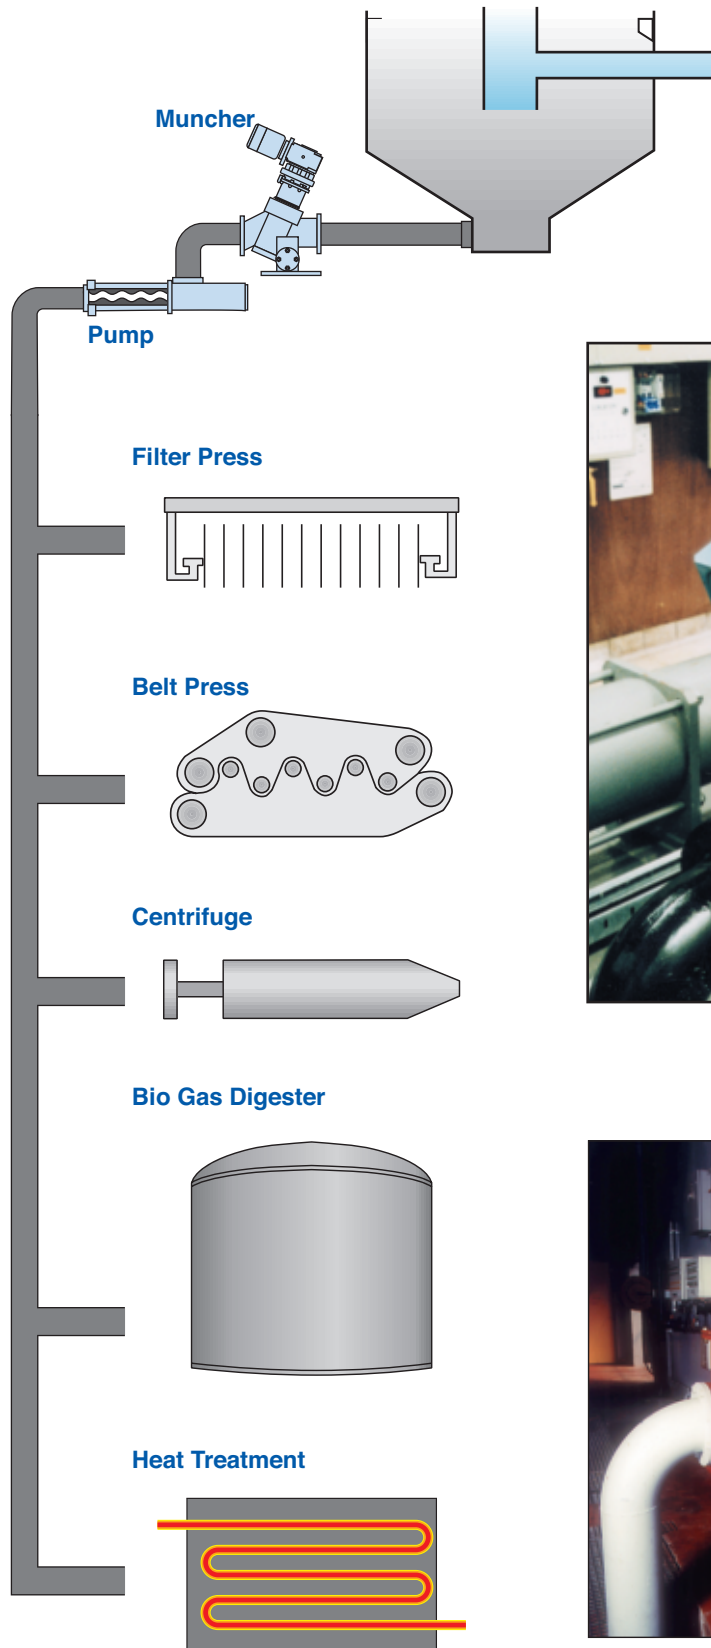 Muncher
Pump
Filter Press
Belt Press
Centrifuge
Bio Gas Digester
Heat Treatment